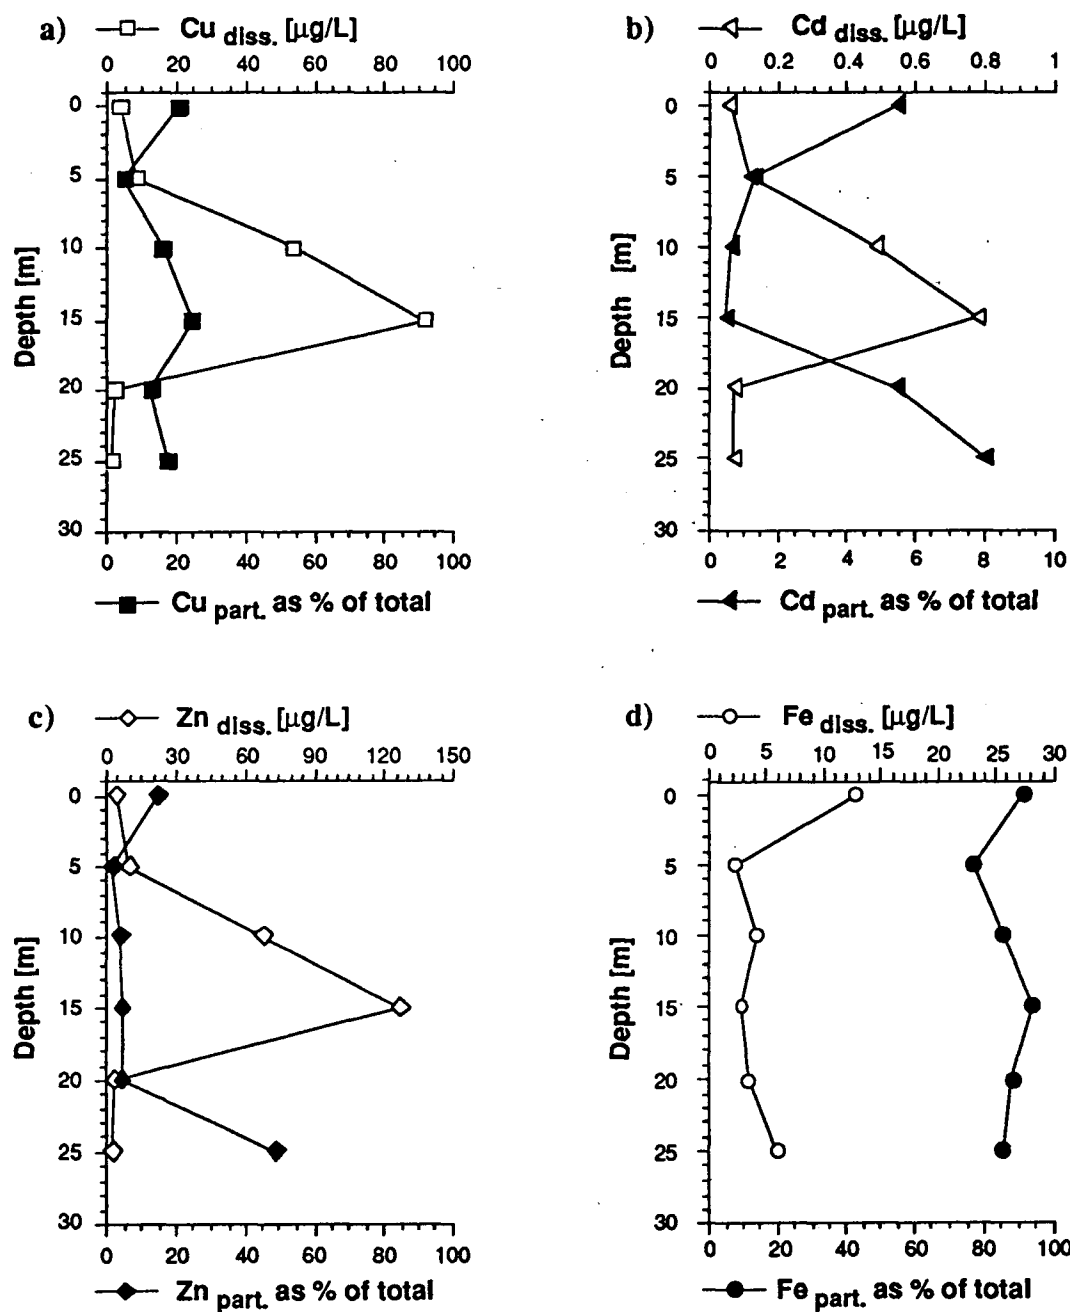 a) Cu diss. [µg/L]
0 20 40 60 80 100
0
5
10
15
20
25
30
Depth [m]
0 20 40 60 80 100
Cu part. as % of total
b) Cd diss. [µg/L]
0 0.2 0.4 0.6 0.8 1
0
5
10
15
20
25
30
Depth [m]
0 2 4 6 8 10
Cd part. as % of total
c) Zn diss. [µg/L]
0 30 60 90 120 150
0
5
10
15
20
25
30
Depth [m]
0 20 40 60 80 100
Zn part. as % of total
d) Fe diss. [µg/L]
0 3 7 10 13 17 20 23 27 30
0
5
10
15
20
25
30
Depth [m]
0 20 40 60 80 100
Fe part. as % of total